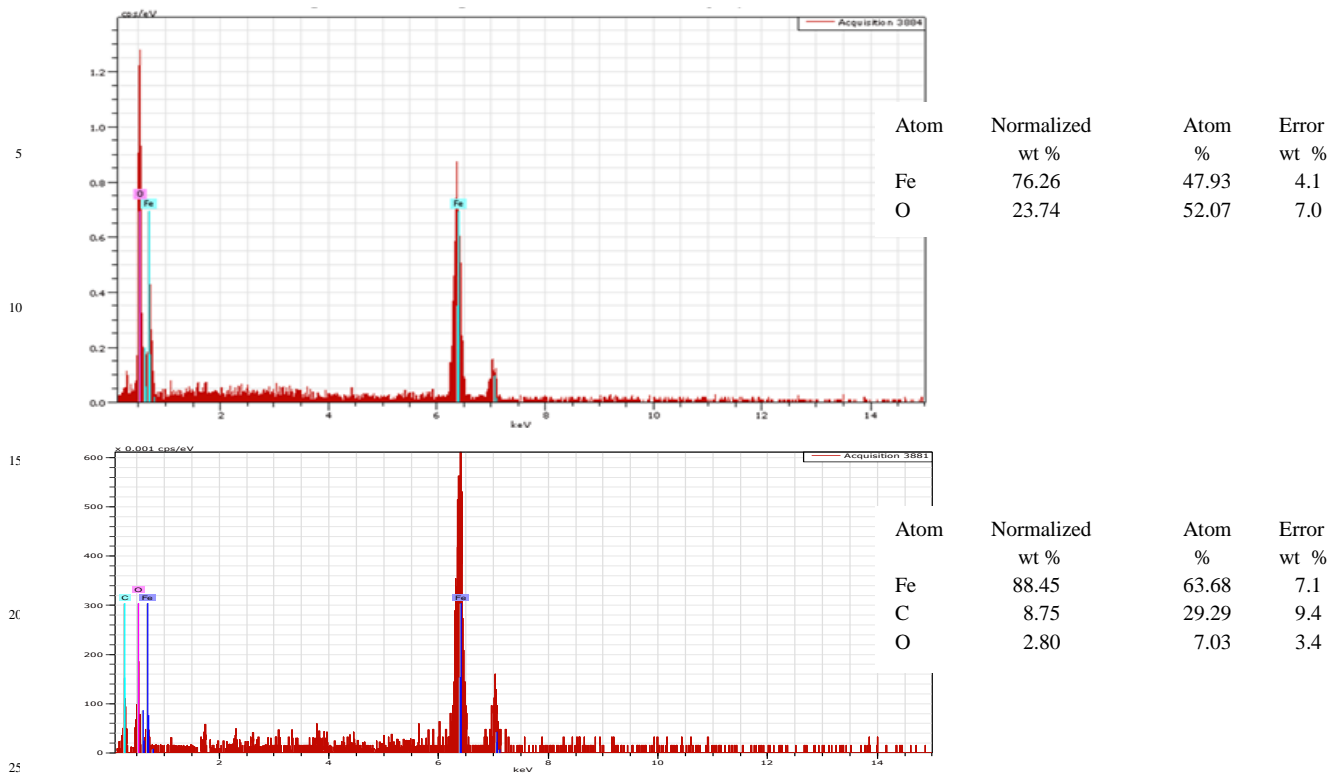 cps/eV
Acquisition 3884
1.2
1.0
0.8
0.6
0.4
0.2
0.0
O
Fe
Fe
2 4 6 8 10 12 14
keV
Atom Normalized Atom Error
wt % % wt %
Fe 76.26 47.93 4.1
O 23.74 52.07 7.0
5
10
x 0.001 cps/eV
Acquisition 3881
600
500
400
300
200
100
0
C
O
Fe
Fe
2 4 6 8 10 12 14
keV
Atom Normalized Atom Error
wt % % wt %
Fe 88.45 63.68 7.1
C 8.75 29.29 9.4
O 2.80 7.03 3.4